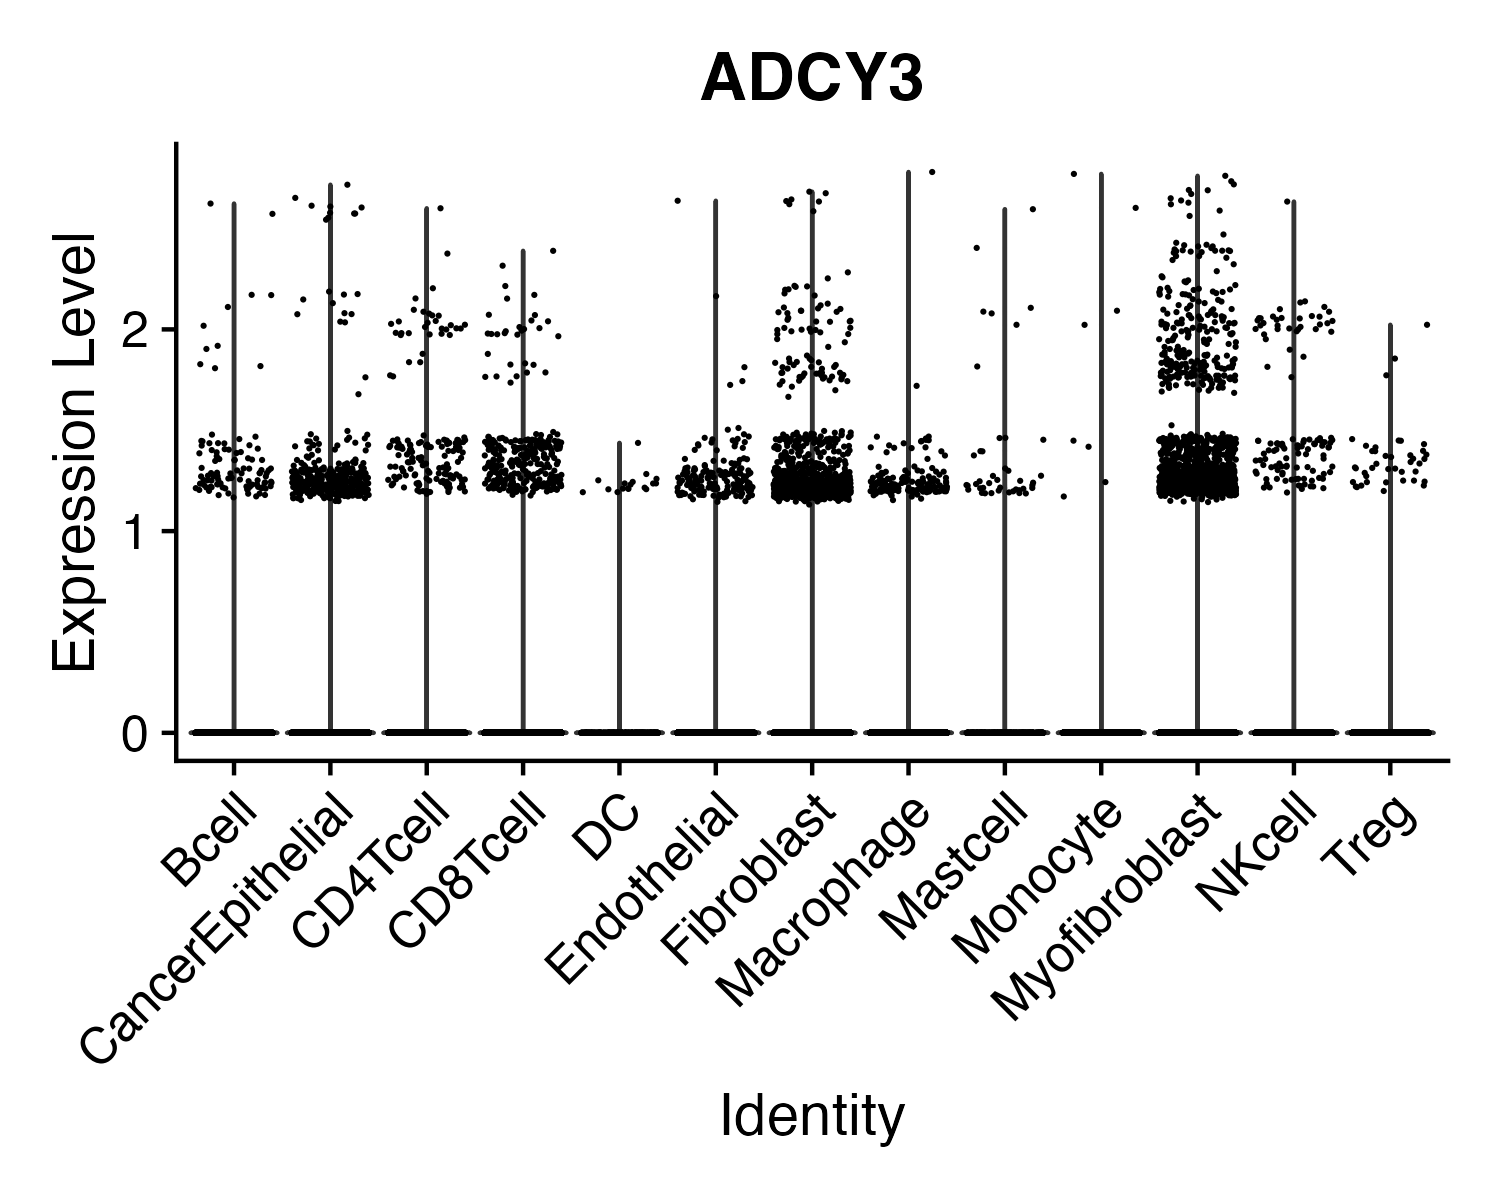 ADCY3
Expression Level
2
1
0
Bcell
CancerEpithelial
CD4Tcell
CD8Tcell
DC
Endothelial
Fibroblast
Macrophage
Mastcell
Monocyte
Myofibroblast
NKcell
Treg
Identity